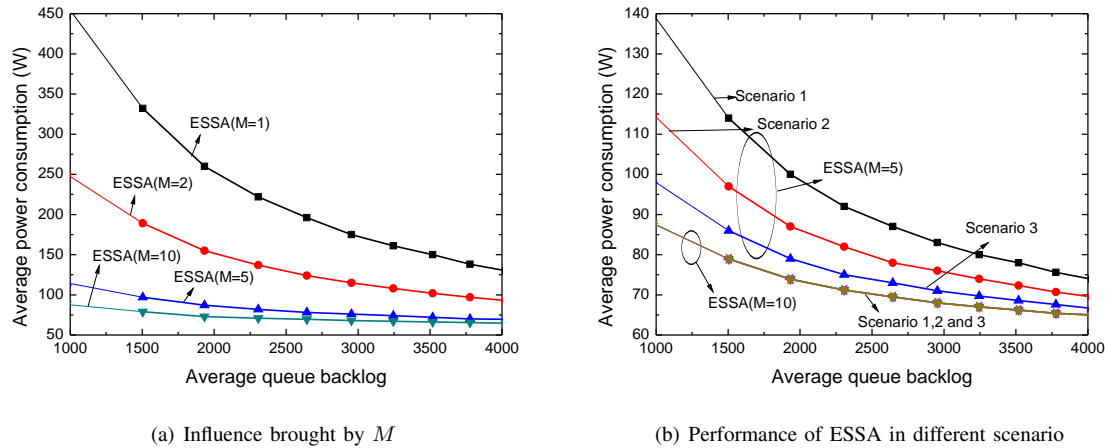 450
400
350
300
250
200
150
100
50
Average power consumption (W)
ESSA(M=1)
ESSA(M=2)
ESSA(M=10)
ESSA(M=5)
1000 1500 2000 2500 3000 3500 4000
Average queue backlog
(a) Influence brought by M
140
130
120
110
100
90
80
70
60
Average power consumption (W)
Scenario 1
Scenario 2
ESSA(M=5)
Scenario 3
ESSA(M=10)
Scenario 1,2 and 3
1000 1500 2000 2500 3000 3500 4000
Average queue backlog
(b) Performance of ESSA in different scenario